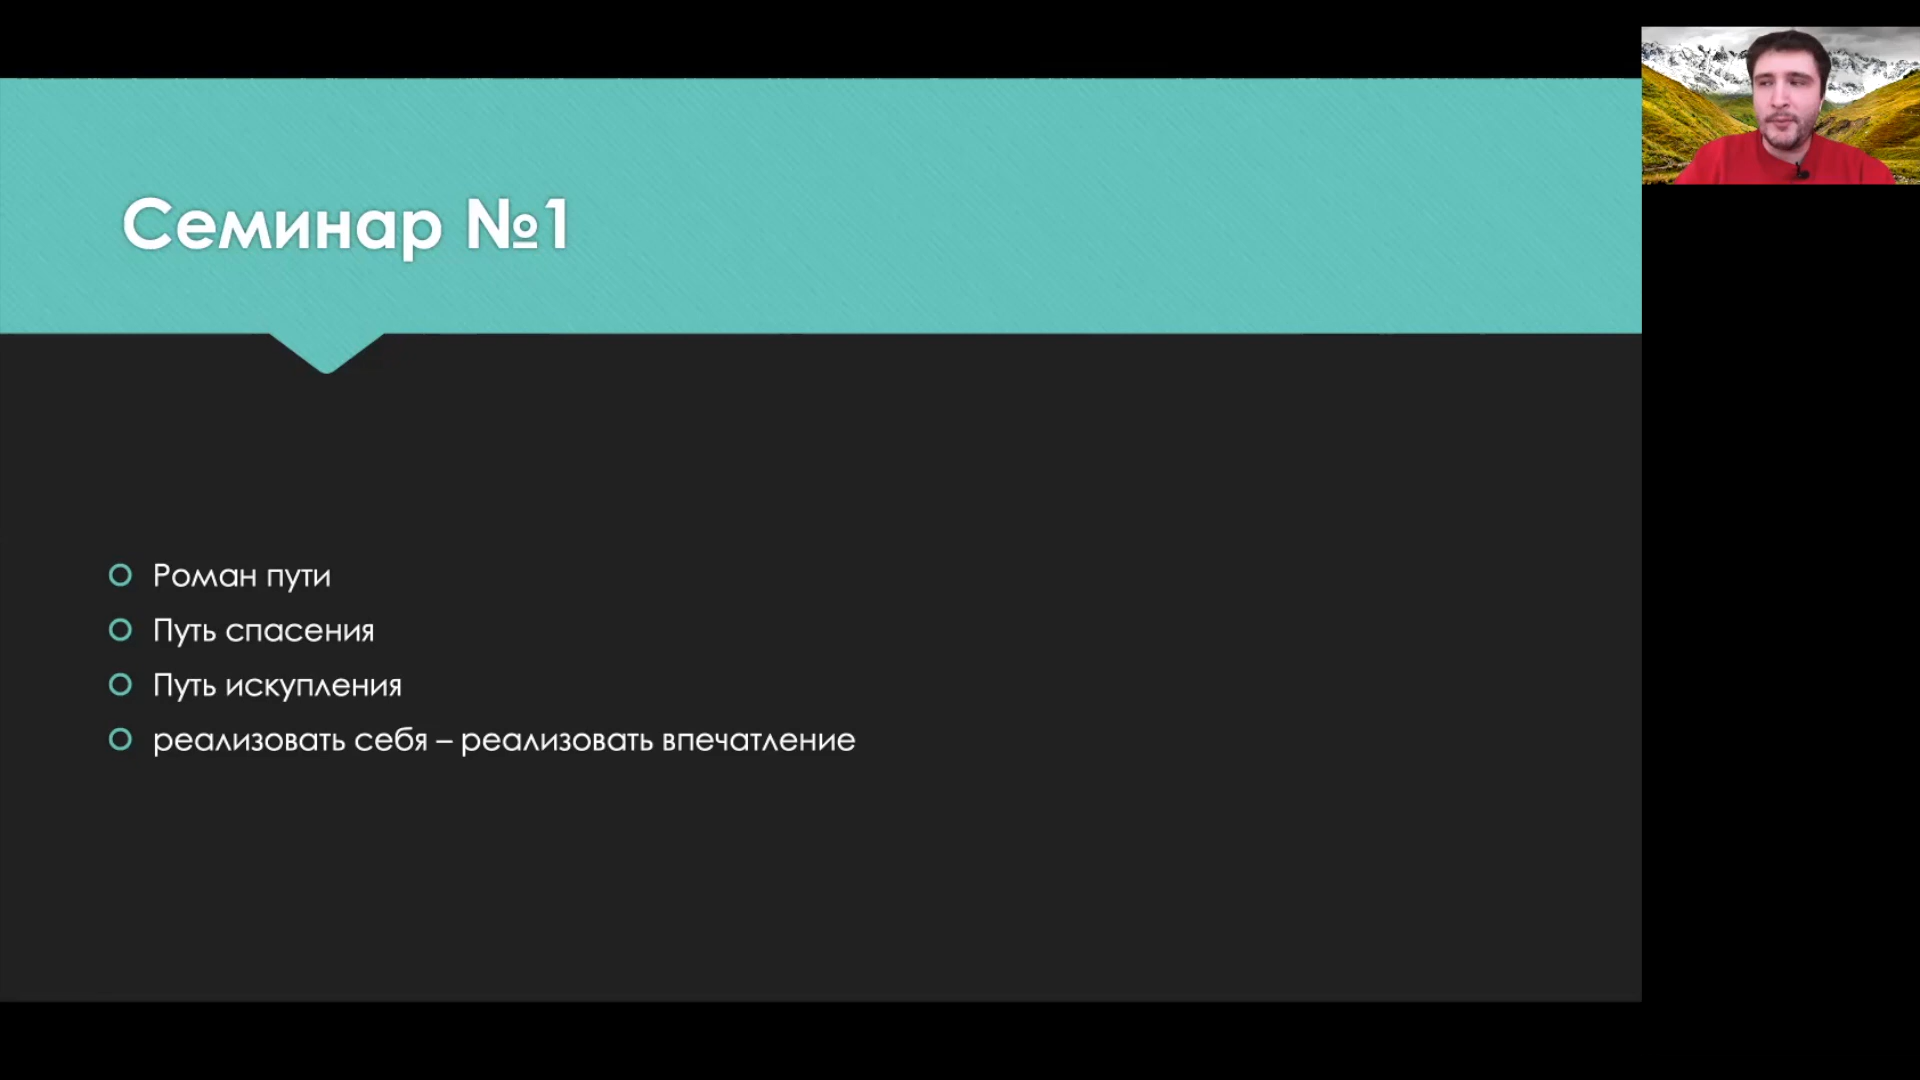 Семинар №1
Роман пути
Путь спасения
Путь искупления
реализовать себя – реализовать впечатление